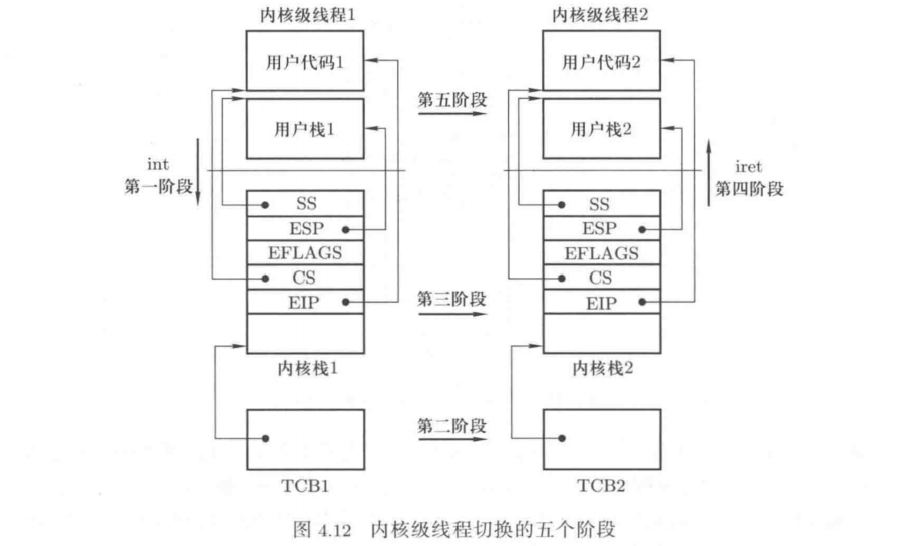 内核级线程1
内核级线程2
用户代码1
用户代码2
第五阶段
用户栈1
用户栈2
int
第一阶段
iret
第四阶段
SS
ESP
EFLAGS
CS
EIP
SS
ESP
EFLAGS
CS
EIP
第三阶段
内核栈1
内核栈2
第二阶段
TCB1
TCB2
图 4.12 内核级线程切换的五个阶段